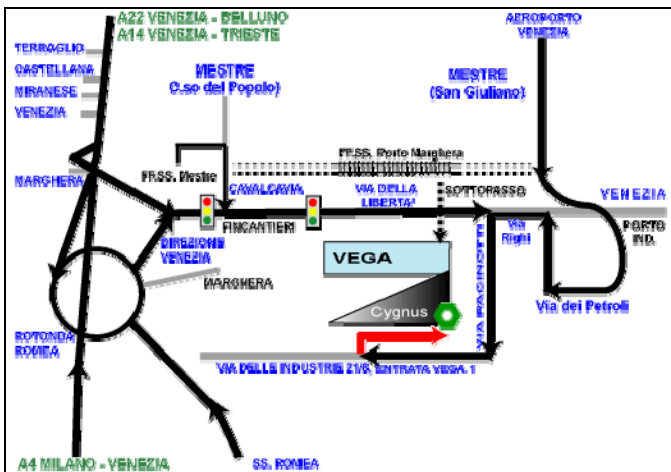 A22 VENEZIA - BELLUNO
A14 VENEZIA - TRIESTE
AEROPORTO
VENEZIA
TERRAGLIO
CASTELLANA
MIRANESE
VENEZIA
MESTRE
(C.so del Popolo)
MESTRE
(San Giuliano)
FF.SS. Porto Marghera
MARGHERA
FF.SS. Mestre
CAVALCAVIA
VIA DELLA
LIBERTA'
SOTTOPASSO
VENEZIA
FINCANTIERI
Via
Righi
PORTO
IND.
DIREZIONE
VENEZIA
VEGA
MARGHERA
VIA PACINOTTI
Via dei Petroli
Cygnus
ROTONDA
ROMEA
VIA DELLE INDUSTRIE 21/8, ENTRATA VEGA 1
A4 MILANO - VENEZIA
SS. ROMEA